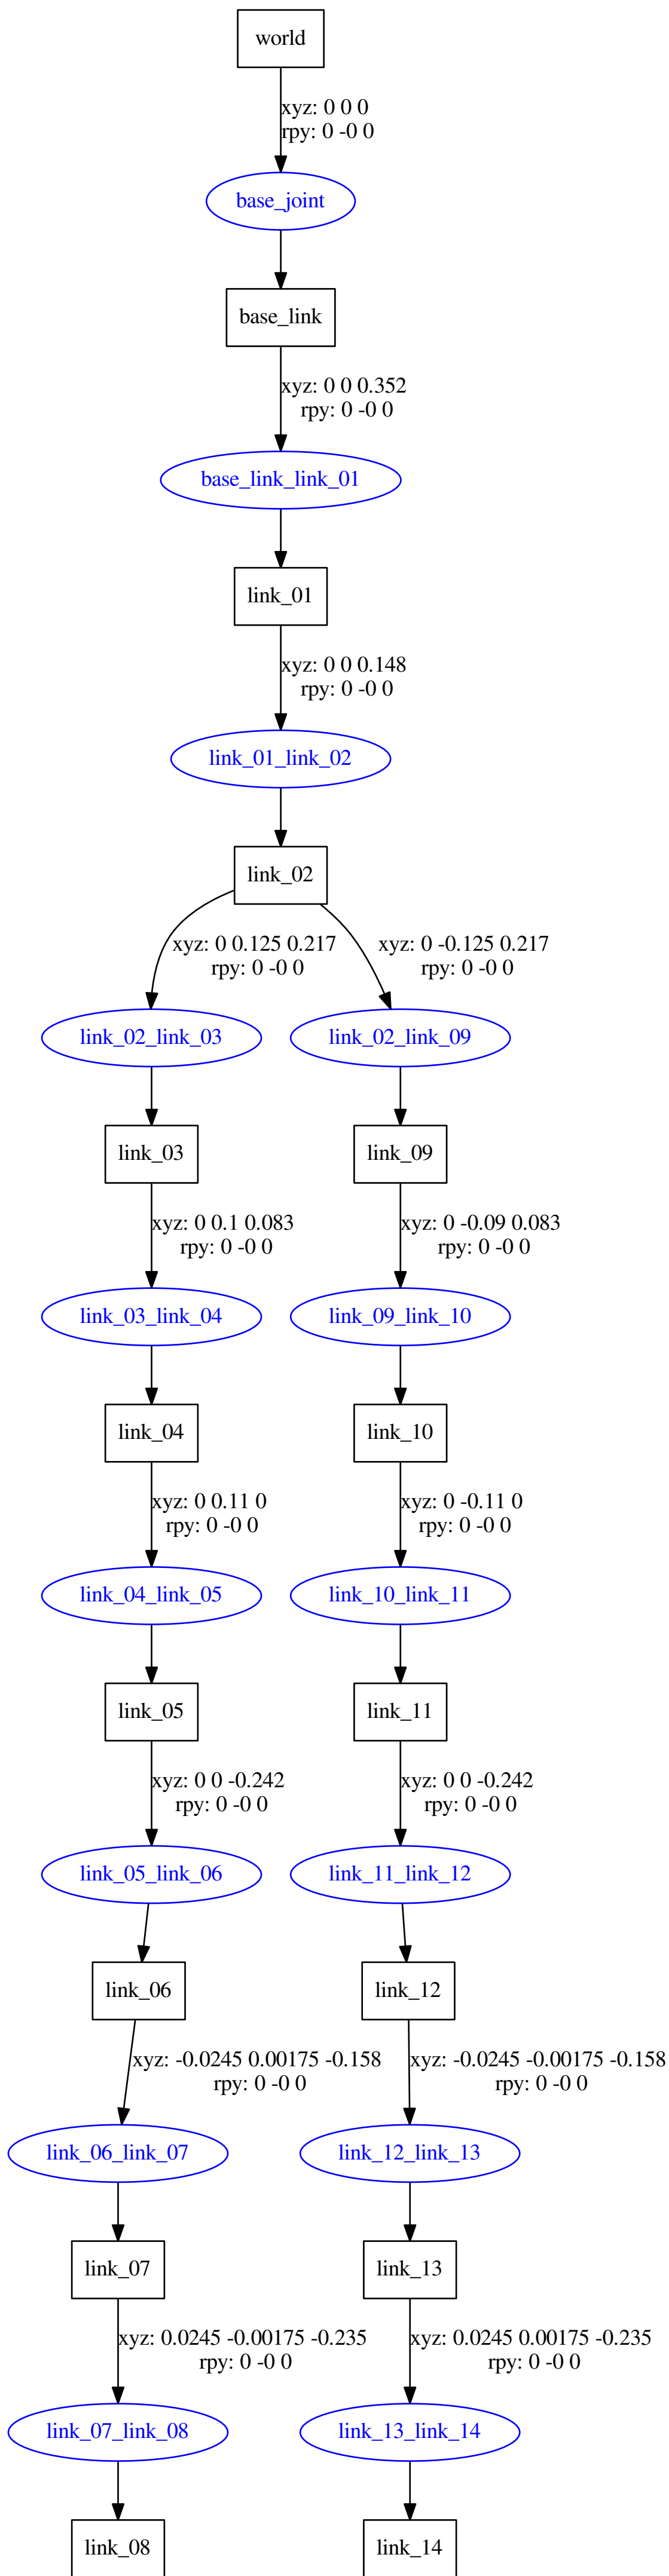 world
xyz: 0 0 0
rpy: 0 -0 0
base_joint
base_link
xyz: 0 0 0.352
rpy: 0 -0 0
base_link_link_01
link_01
xyz: 0 0 0.148
rpy: 0 -0 0
link_01_link_02
link_02
xyz: 0 0.125 0.217
rpy: 0 -0 0
xyz: 0 -0.125 0.217
rpy: 0 -0 0
link_02_link_03
link_02_link_09
link_03
link_09
xyz: 0 0.1 0.083
rpy: 0 -0 0
xyz: 0 -0.09 0.083
rpy: 0 -0 0
link_03_link_04
link_09_link_10
link_04
link_10
xyz: 0 0.11 0
rpy: 0 -0 0
xyz: 0 -0.11 0
rpy: 0 -0 0
link_04_link_05
link_10_link_11
link_05
link_11
xyz: 0 0 -0.242
rpy: 0 -0 0
xyz: 0 0 -0.242
rpy: 0 -0 0
link_05_link_06
link_11_link_12
link_06
link_12
xyz: -0.0245 0.00175 -0.158
rpy: 0 -0 0
xyz: -0.0245 -0.00175 -0.158
rpy: 0 -0 0
link_06_link_07
link_12_link_13
link_07
link_13
xyz: 0.0245 -0.00175 -0.235
rpy: 0 -0 0
xyz: 0.0245 0.00175 -0.235
rpy: 0 -0 0
link_07_link_08
link_13_link_14
link_08
link_14